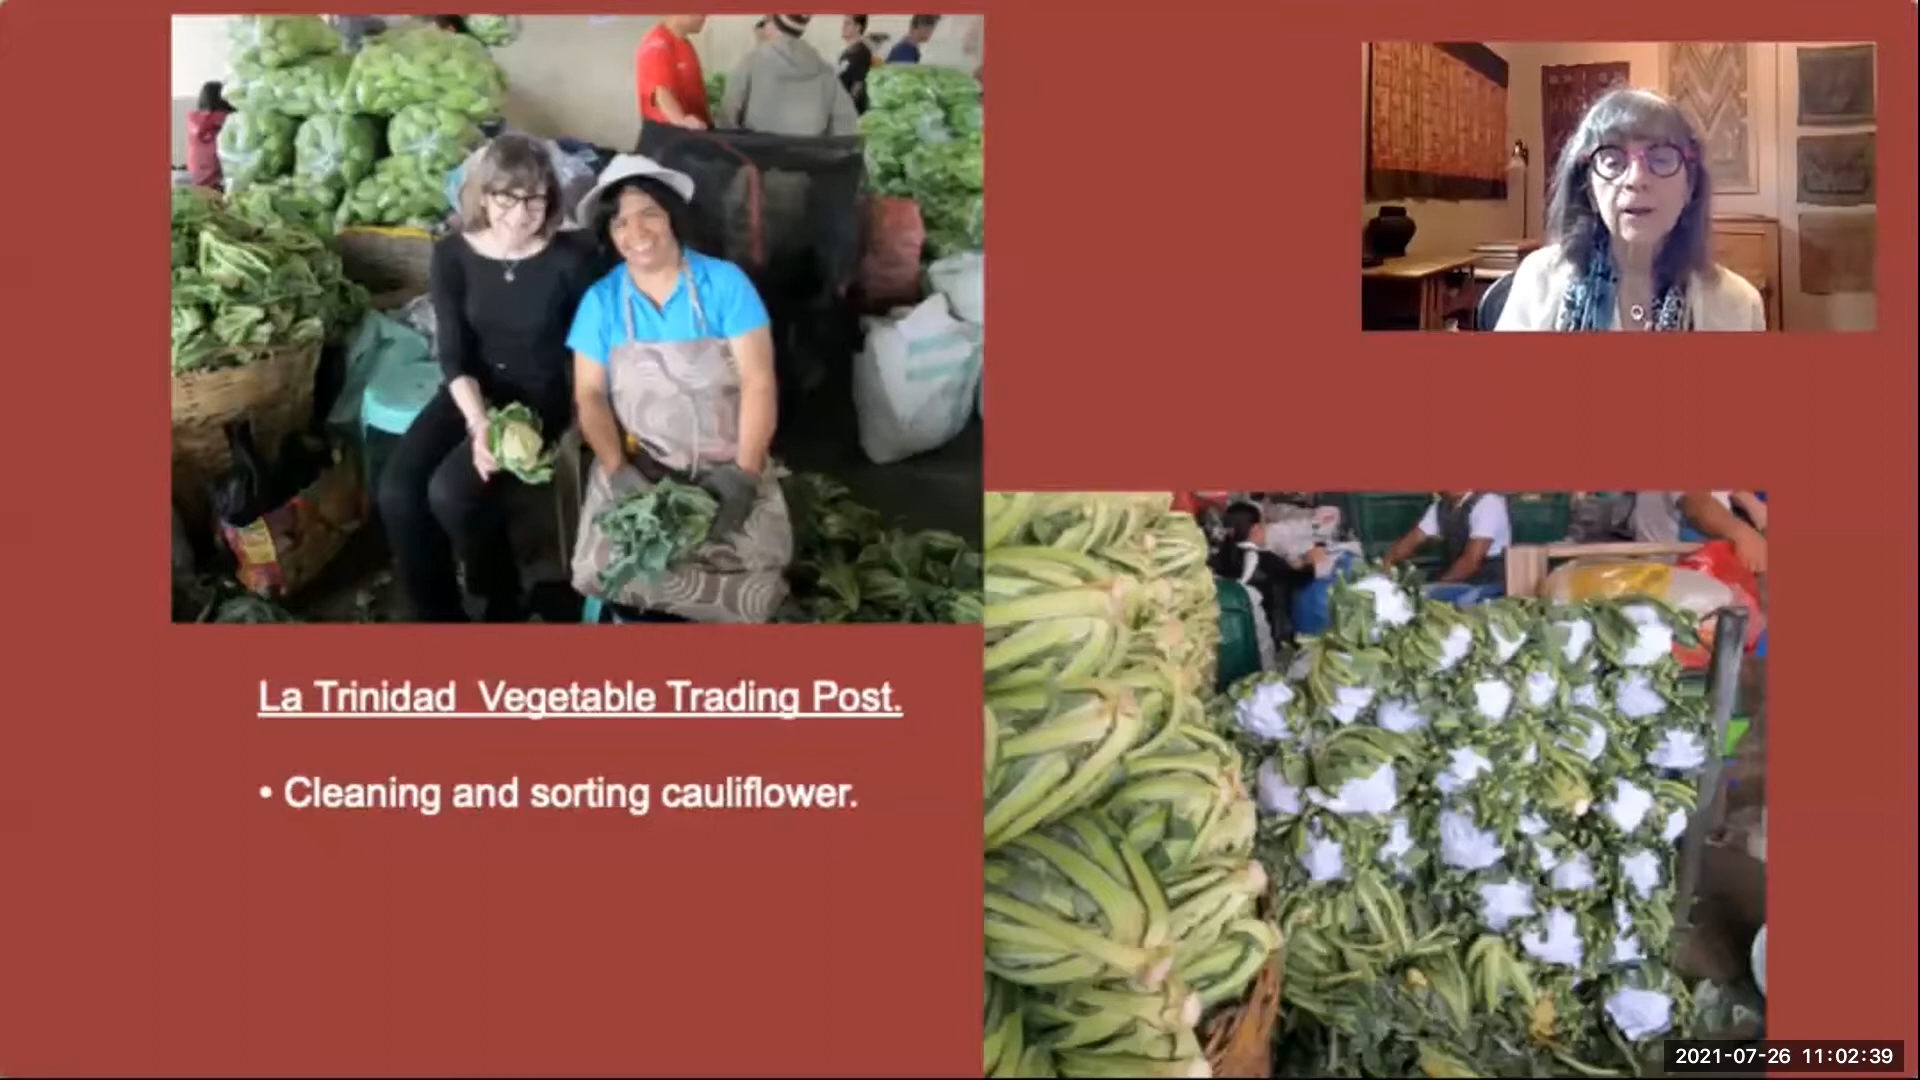 La Trinidad  Vegetable Trading Post.
• Cleaning and sorting cauliflower.
2021-07-26 11:02:39